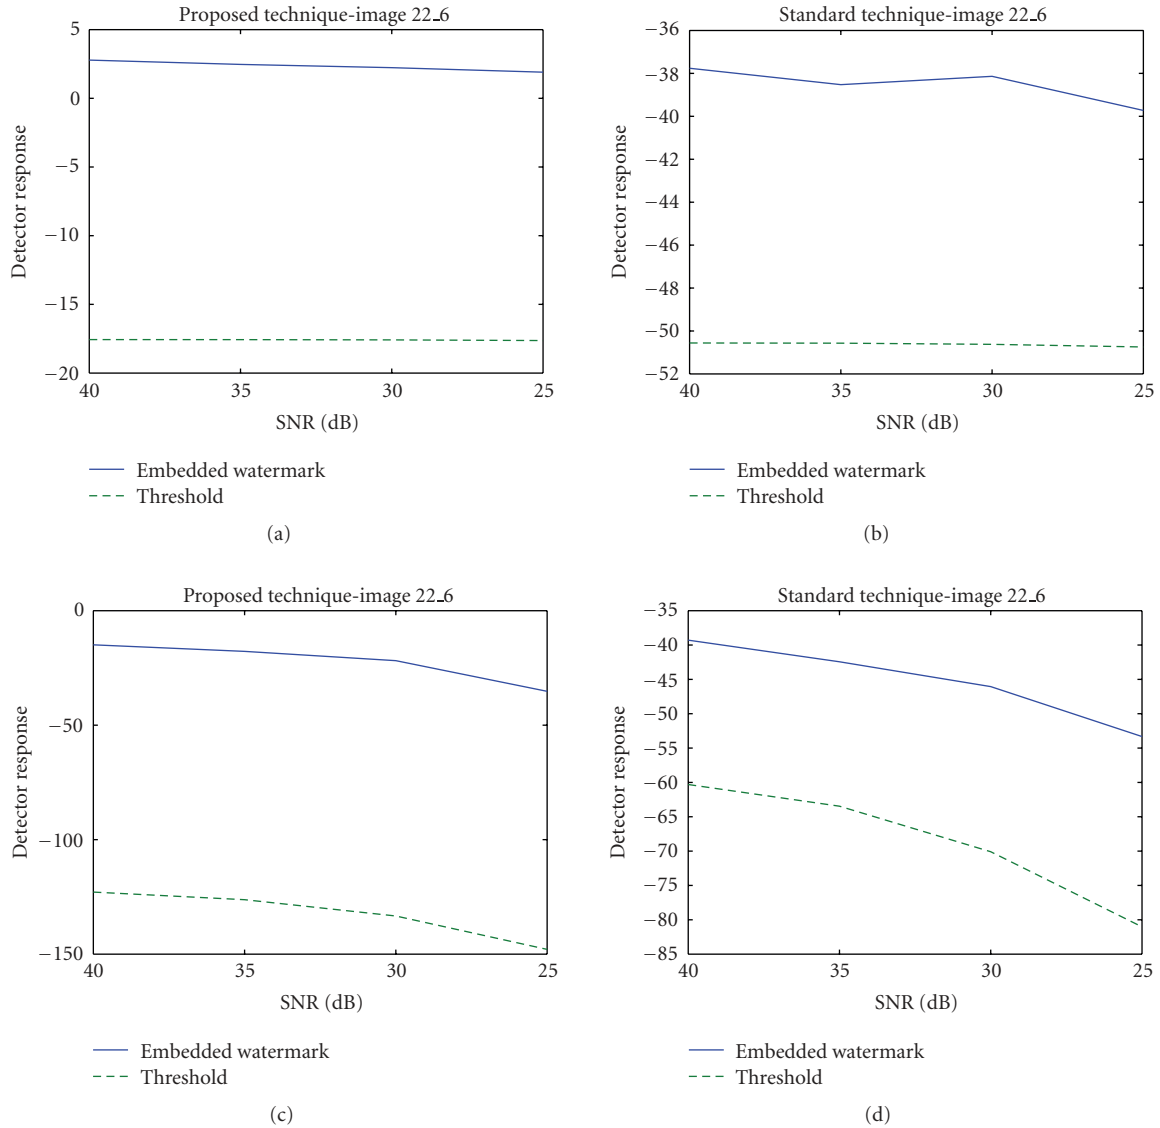 Proposed technique-image 22_6
5
0
−5
−10
−15
−20
Detector response
40 35 30 25
SNR (dB)
Embedded watermark
Threshold
(a)
Standard technique-image 22_6
−36
−38
−40
−42
−44
−46
−48
−50
−52
Detector response
40 35 30 25
SNR (dB)
Embedded watermark
Threshold
(b)
Proposed technique-image 22_6
0
−50
−100
−150
Detector response
40 35 30 25
SNR (dB)
Embedded watermark
Threshold
(c)
Standard technique-image 22_6
−35
−40
−45
−50
−55
−60
−65
−70
−75
−80
−85
Detector response
40 35 30 25
SNR (dB)
Embedded watermark
Threshold
(d)